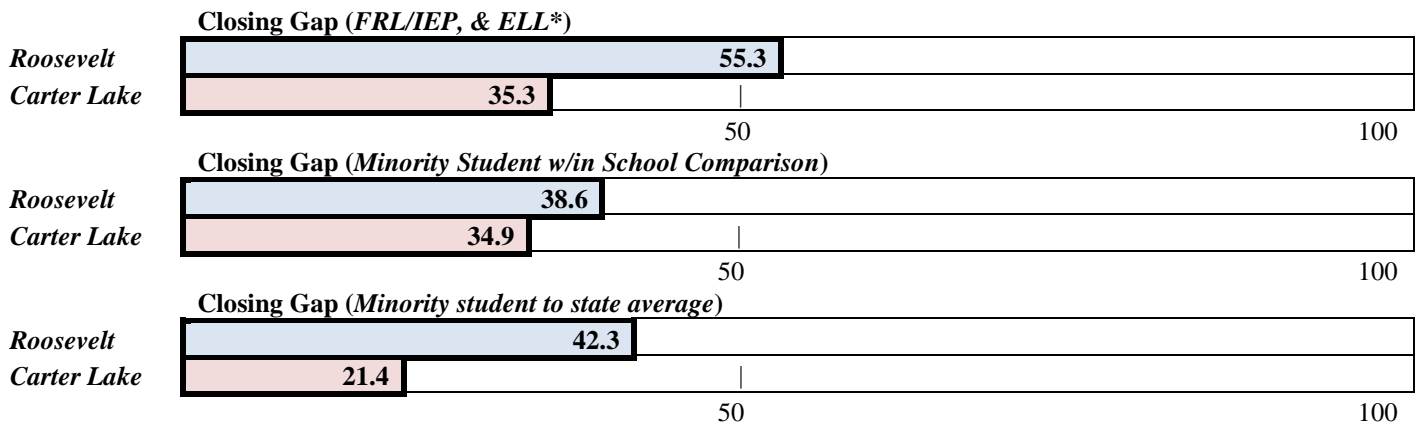 Closing Gap (FRL/IEP, & ELL*)
Roosevelt 55.3
Carter Lake 35.3 |
50 100
Closing Gap (Minority Student w/in School Comparison)
Roosevelt 38.6
Carter Lake 34.9 |
50 100
Closing Gap (Minority student to state average)
Roosevelt 42.3
Carter Lake 21.4 |
50 100